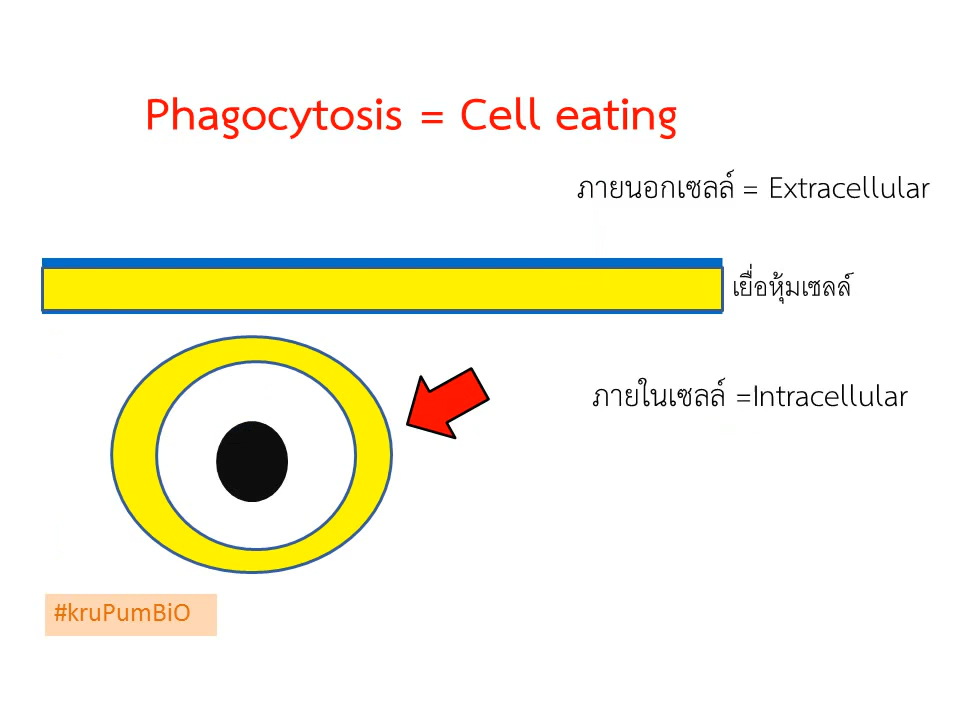 Phagocytosis = Cell eating
ภายนอกเซลล์ = Extracellular
เยื่อหุ้มเซลล์
ภายในเซลล์ =Intracellular
#kruPumBiO